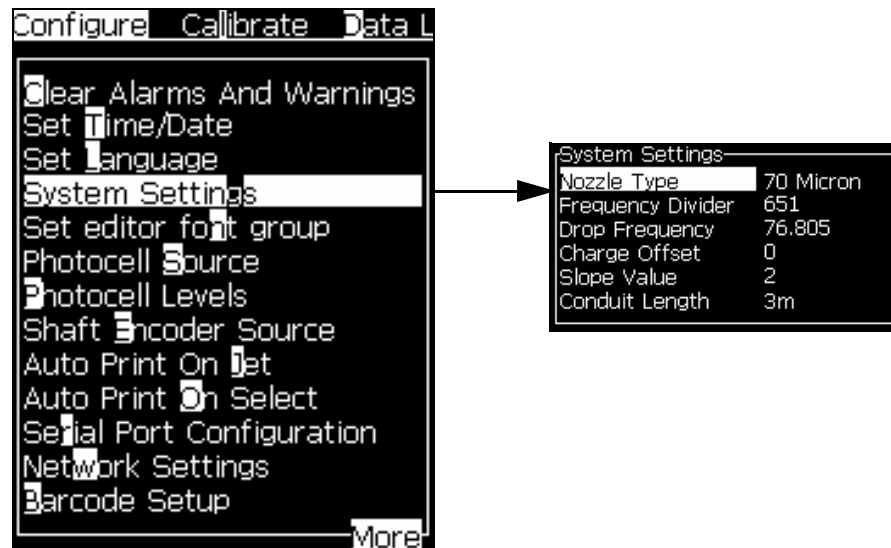 Configure Calibrate Data L
Clear Alarms And Warnings
Set Time/Date
Set Language
System Settings
Set editor font group
Photocell Source
Photocell Levels
Shaft Encoder Source
Auto Print On Jet
Auto Print On Select
Serial Port Configuration
Network Settings
Barcode Setup
More
System Settings
Nozzle Type 70 Micron
Frequency Divider 651
Drop Frequency 76.805
Charge Offset 0
Slope Value 2
Conduit Length 3m